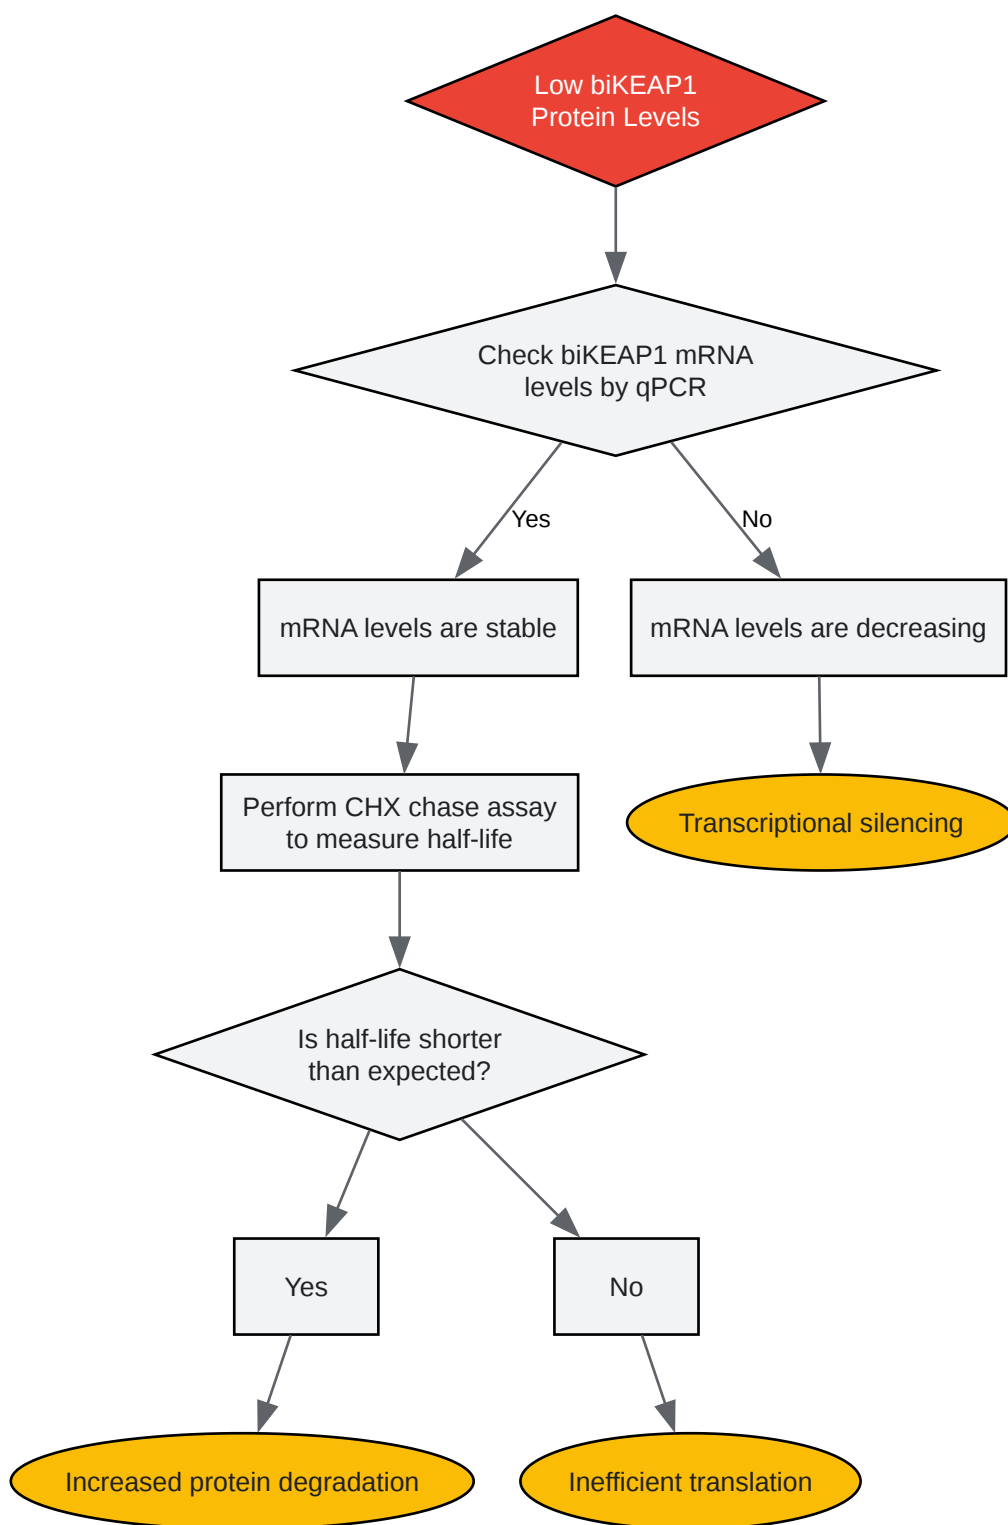 Low biKEAP1
Protein Levels
Check biKEAP1 mRNA
levels by qPCR
Yes
No
mRNA levels are stable
mRNA levels are decreasing
Perform CHX chase assay
to measure half-life
Transcriptional silencing
Is half-life shorter
than expected?
Yes
No
Increased protein degradation
Inefficient translation